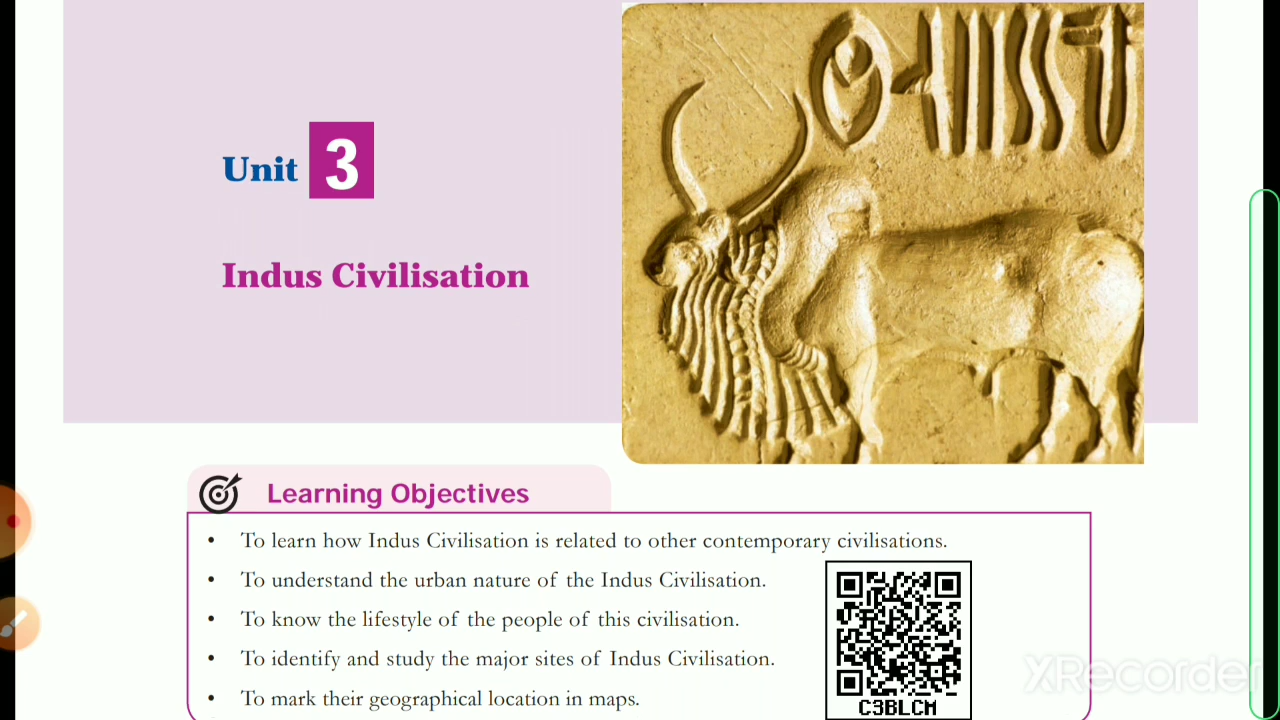 Unit 3
Indus Civilisation
Learning Objectives
• To learn how Indus Civilisation is related to other contemporary civilisations.
• To understand the urban nature of the Indus Civilisation.
• To know the lifestyle of the people of this civilisation.
• To identify and study the major sites of Indus Civilisation.
• To mark their geographical location in maps.
C3BLCM
XRecorder